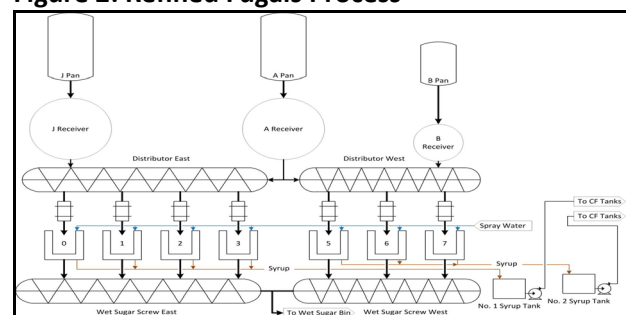 Figure 2: Refined Fugals Process
J Pan
A Pan
B Pan
J Receiver
A Receiver
B
Receiver
Distributor East
Distributor West
To CF Tanks
To CF Tanks
Spray Water
0
1
2
3
5
6
7
Syrup
Syrup
No. 1 Syrup Tank
No. 2 Syrup Tank
Wet Sugar Screw East
To Wet Sugar Bin
Wet Sugar Screw West